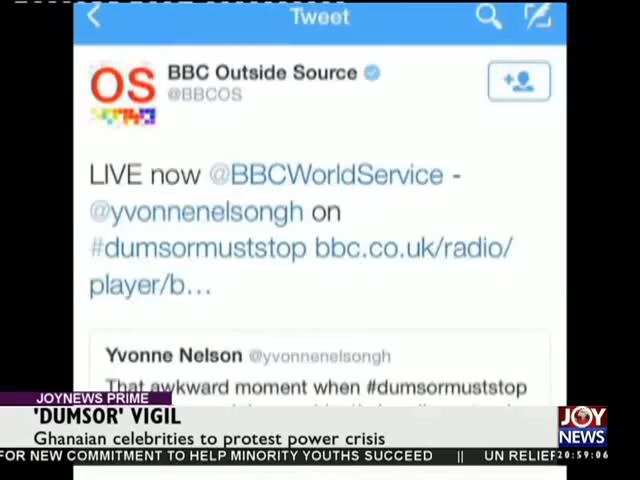 Tweet
OS
BBC Outside Source
@BBCOS
LIVE now @BBCWorldService -
@yvonnenelsongh on
#dumsormuststop bbc.co.uk/radio/
player/b...
Yvonne Nelson @yvonnenelsongh
That awkward moment when #dumsormuststop
JOYNEWS PRIME
'DUMSOR' VIGIL
Ghanaian celebrities to protest power crisis
JOY
NEWS
FOR NEW COMMITMENT TO HELP MINORITY YOUTHS SUCCEED || UN RELIEF
20:59:06